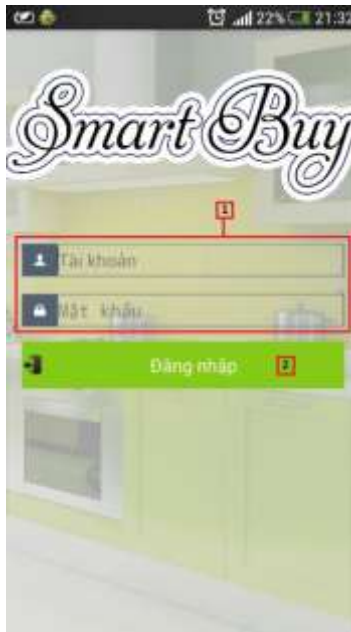 22% 21:32
Smart Buy
1
Tài khoản
Mật khẩu
Đăng nhập 2